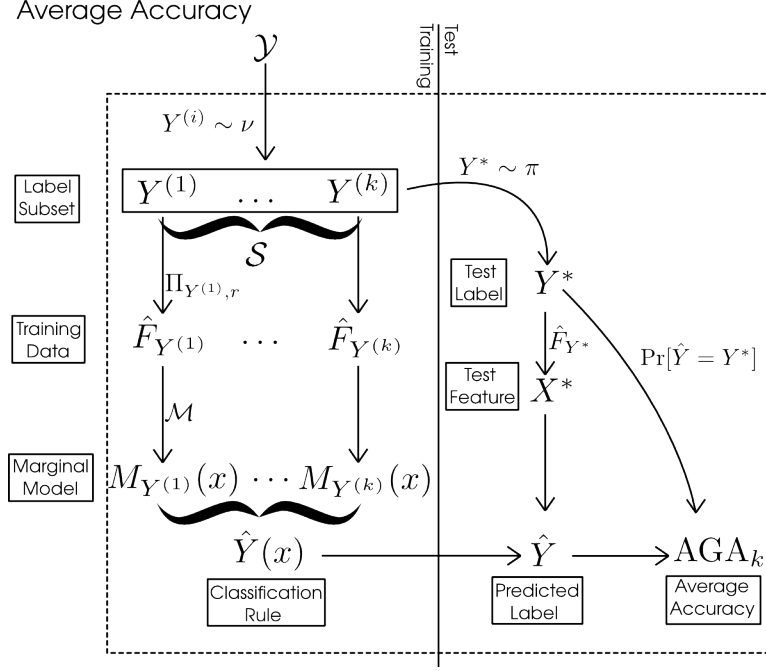 Average Accuracy
𝒴
Test
Training
Y^{(i)} ∼ ν
Label
Subset
Y^{(1)} … Y^{(k)}
Y^* ∼ π
𝒮
Test
Label
Y^*
Π_{Y^{(1)},r}
Training
Data
F̂_{Y^{(1)}} … F̂_{Y^{(k)}}
F̂_{Y^*}
Pr[Ŷ = Y^*]
Test
Feature
X^*
ℳ
Marginal
Model
M_{Y^{(1)}}(x) ⋯ M_{Y^{(k)}}(x)
Ŷ(x)
Ŷ
AGA_k
Classification
Rule
Predicted
Label
Average
Accuracy